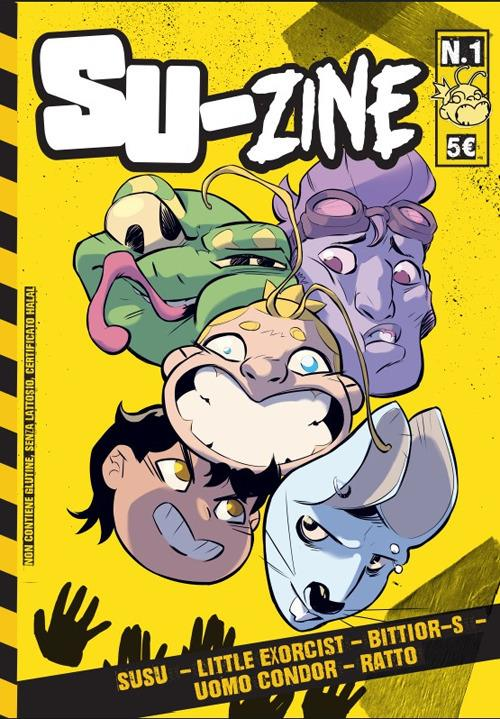 SU-ZINE
N.1
5€
NON CONTIENE GLUTINE, SENZA LATTOSIO, CERTIFICATO HALAL
SUSU - LITTLE EXORCIST - BITTIOR-S -
UOMO CONDOR - RATTO